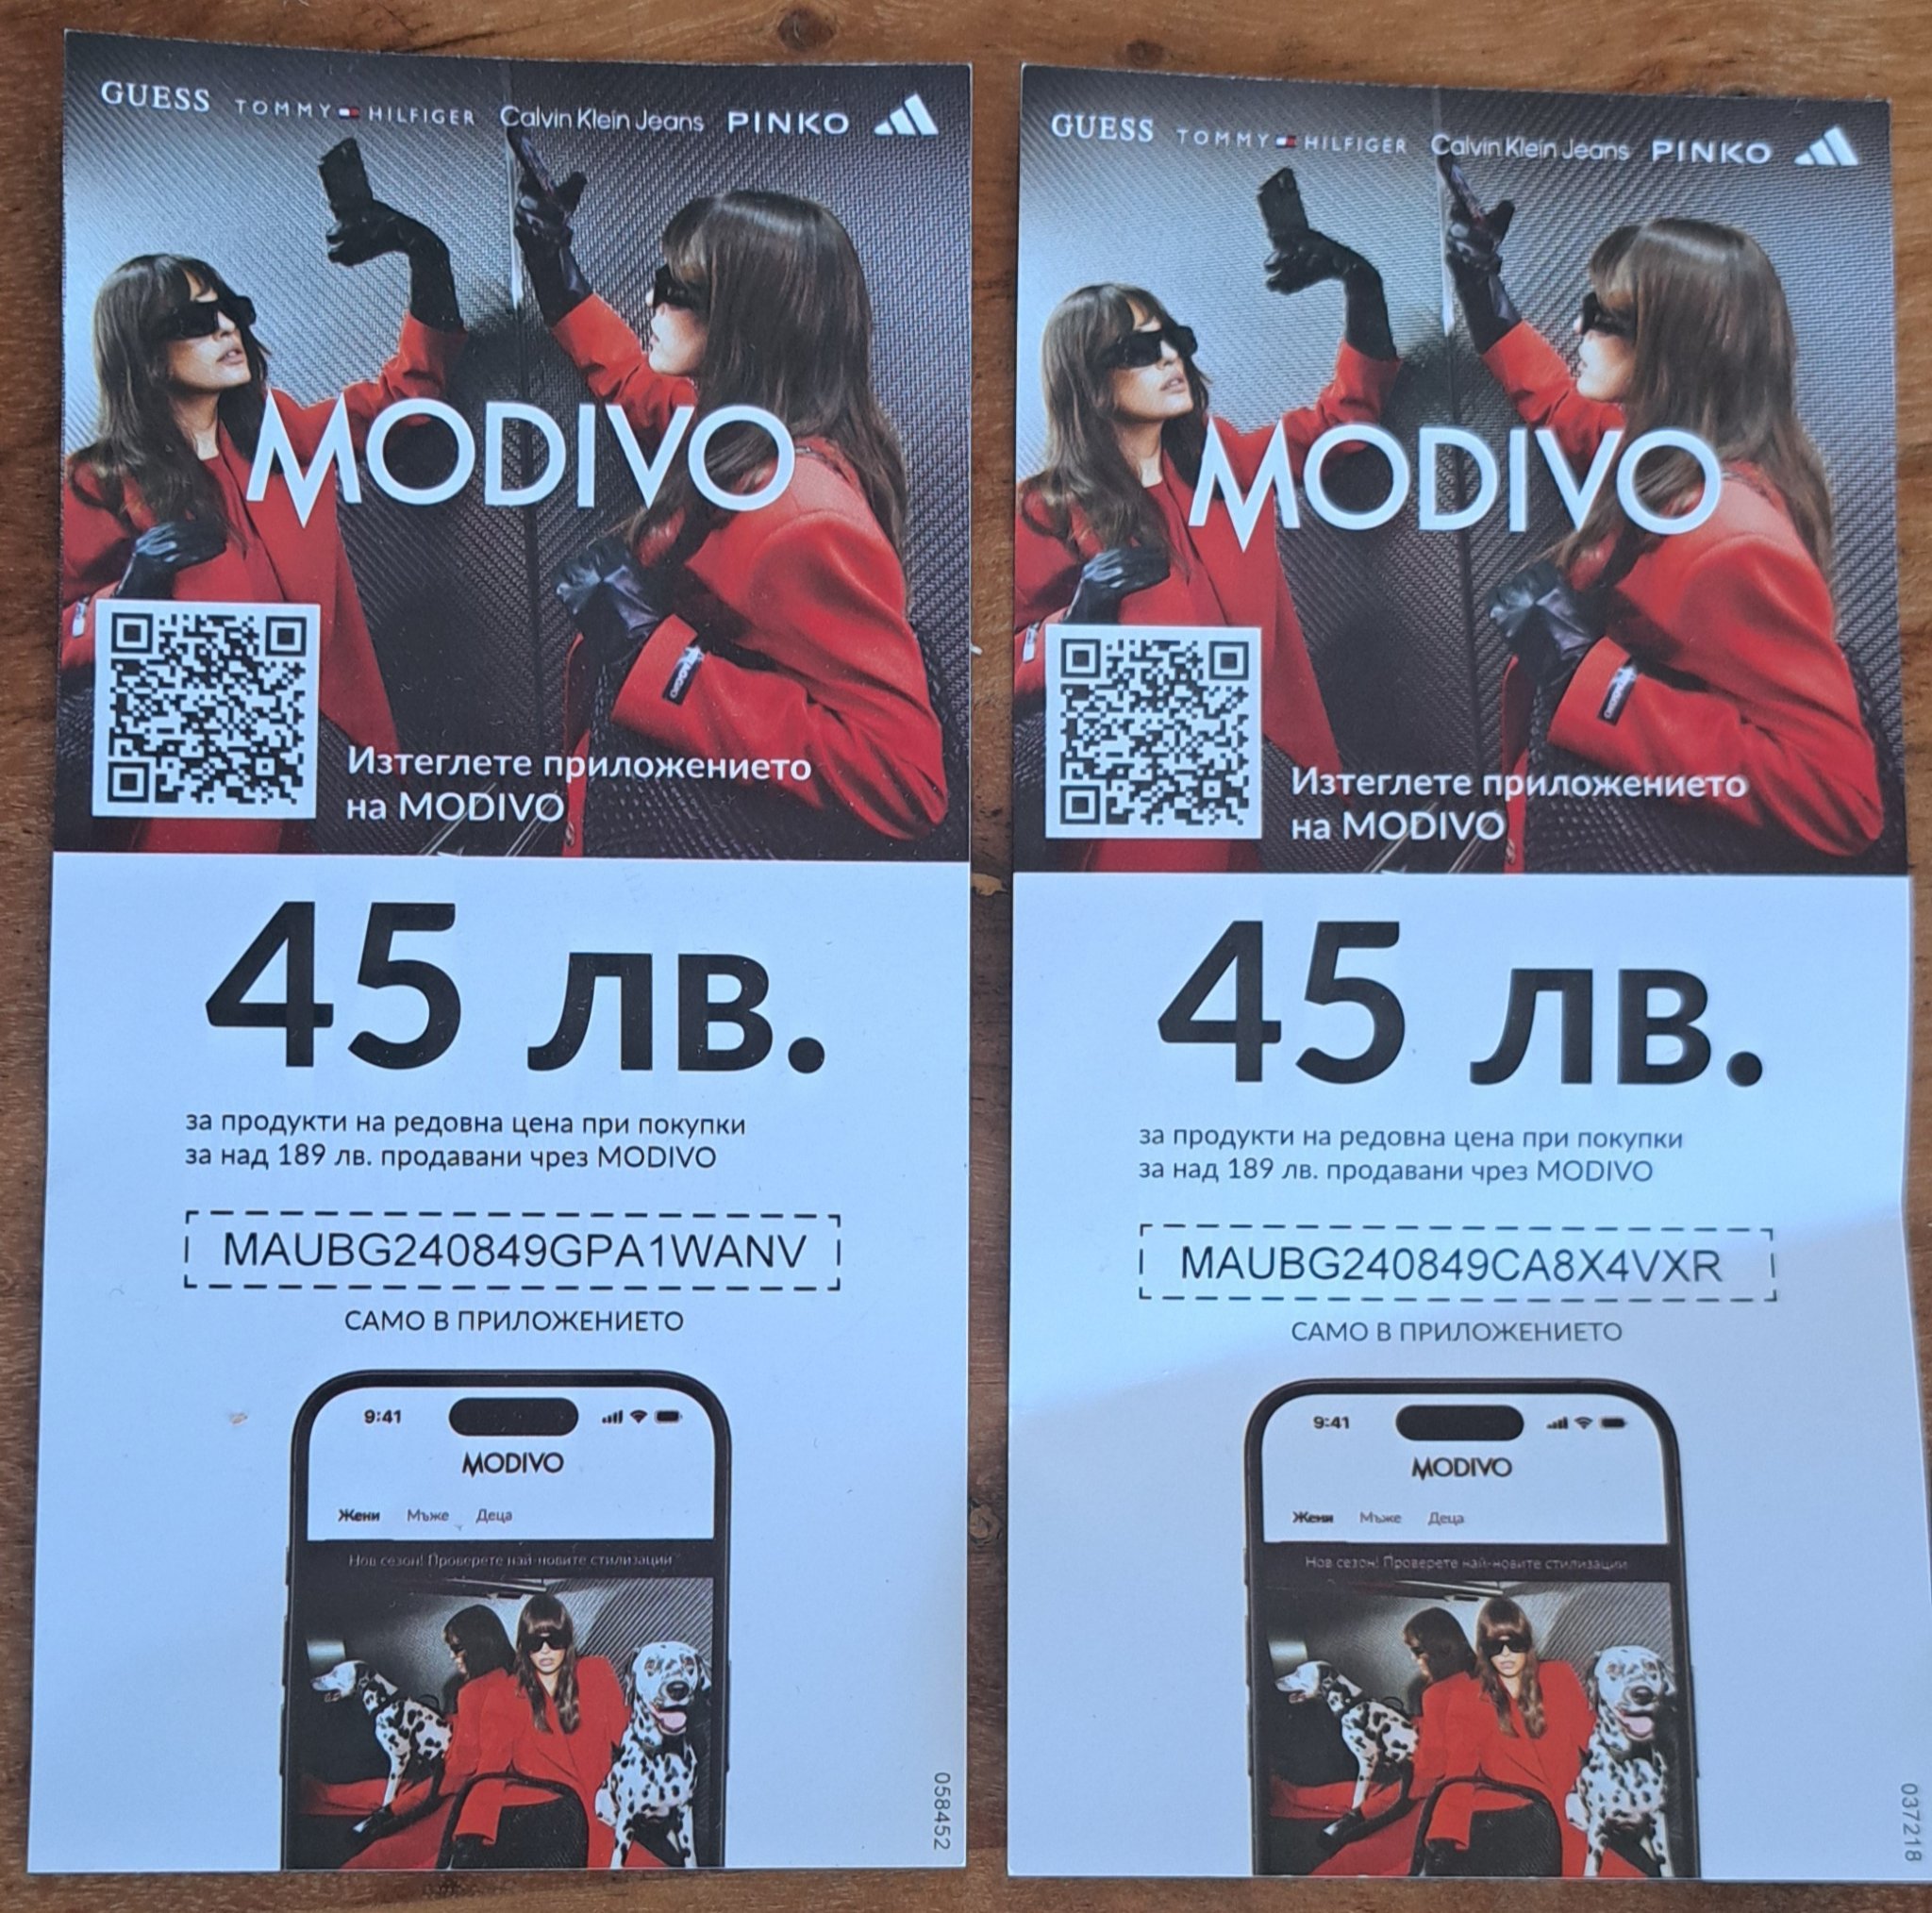 GUESS TOMMY HILFIGER Calvin Klein Jeans PINKO
MODIVO
Изтеглете приложението
на MODIVO
45 лв.
за продукти на редовна цена при покупки
за над 189 лв. продавани чрез MODIVO
MAUBG240849GPA1WANV
САМО В ПРИЛОЖЕНИЕТО
9:41
MODIVO
Жени Мъже Деца
Нов сезон! Проверете най-новите стилизации
058452
GUESS TOMMY HILFIGER Calvin Klein Jeans PINKO
MODIVO
Изтеглете приложението
на MODIVO
45 лв.
за продукти на редовна цена при покупки
за над 189 лв. продавани чрез MODIVO
MAUBG240849CA8X4VXR
САМО В ПРИЛОЖЕНИЕТО
9:41
MODIVO
Жени Мъже Деца
Нов сезон! Проверете най-новите стилизации
037218